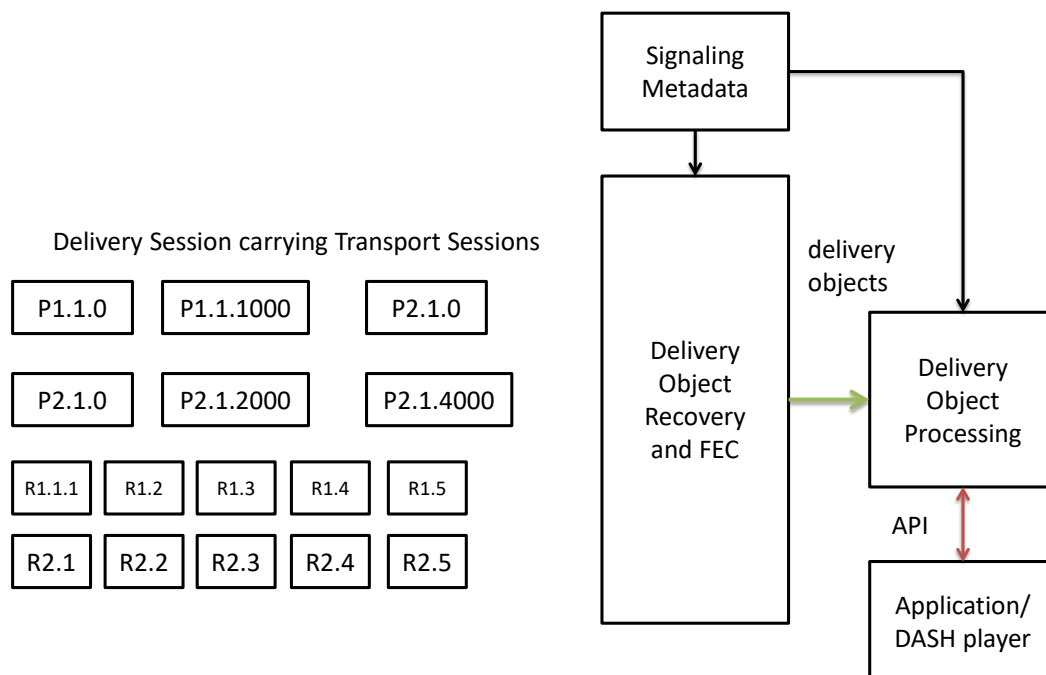 Signaling
Metadata
Delivery Session carrying Transport Sessions
P1.1.0
P1.1.1000
P2.1.0
P2.1.0
P2.1.2000
P2.1.4000
R1.1.1
R1.2
R1.3
R1.4
R1.5
R2.1
R2.2
R2.3
R2.4
R2.5
Delivery
Object
Recovery
and FEC
delivery
objects
Delivery
Object
Processing
API
Application/
DASH player